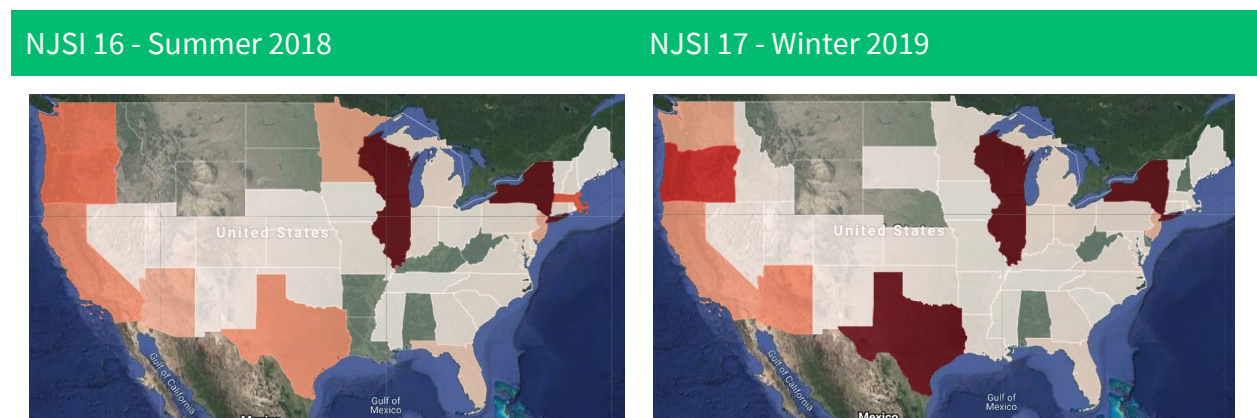 NJSI 16 - Summer 2018
NJSI 17 - Winter 2019
United States
United States
Gulf of California
Gulf of California
Gulf of
Mexico
Gulf of
Mexico
Mexico
Mexico